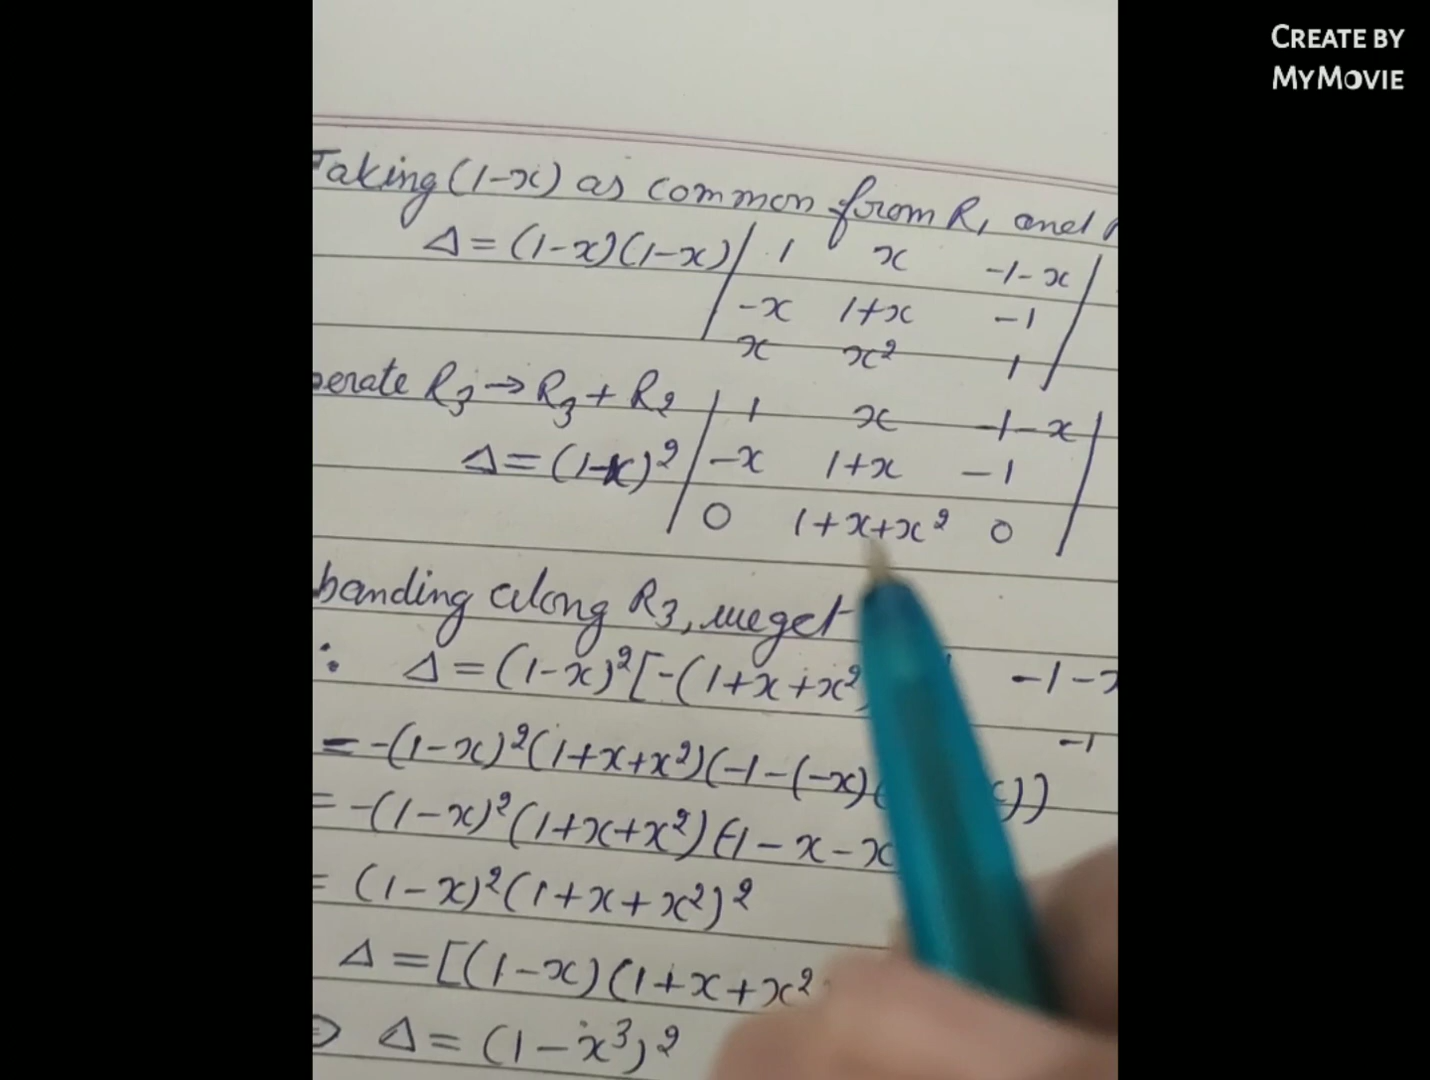 CREATE BY
MYMOVIE
Taking (1-x) as common from R₁ and
Δ = (1-x)(1-x) | 1 x -1-x |
| -x 1+x -1 |
x x² 1
perate R₃ → R₃ + R₂ | 1 x -1-x |
Δ = (1-x)² | -x 1+x -1 |
| 0 1+x+x² 0 |
panding along R₃, we get
∴ Δ = (1-x)² [-(1+x+x² -1-x
-1
= -(1-x)² (1+x+x²)(-1-(-x)( ))
= -(1-x)² (1+x+x²)(-1-x-x
= (1-x)² (1+x+x²)²
Δ = [(1-x)(1+x+x²
⇒ Δ = (1-x³)²